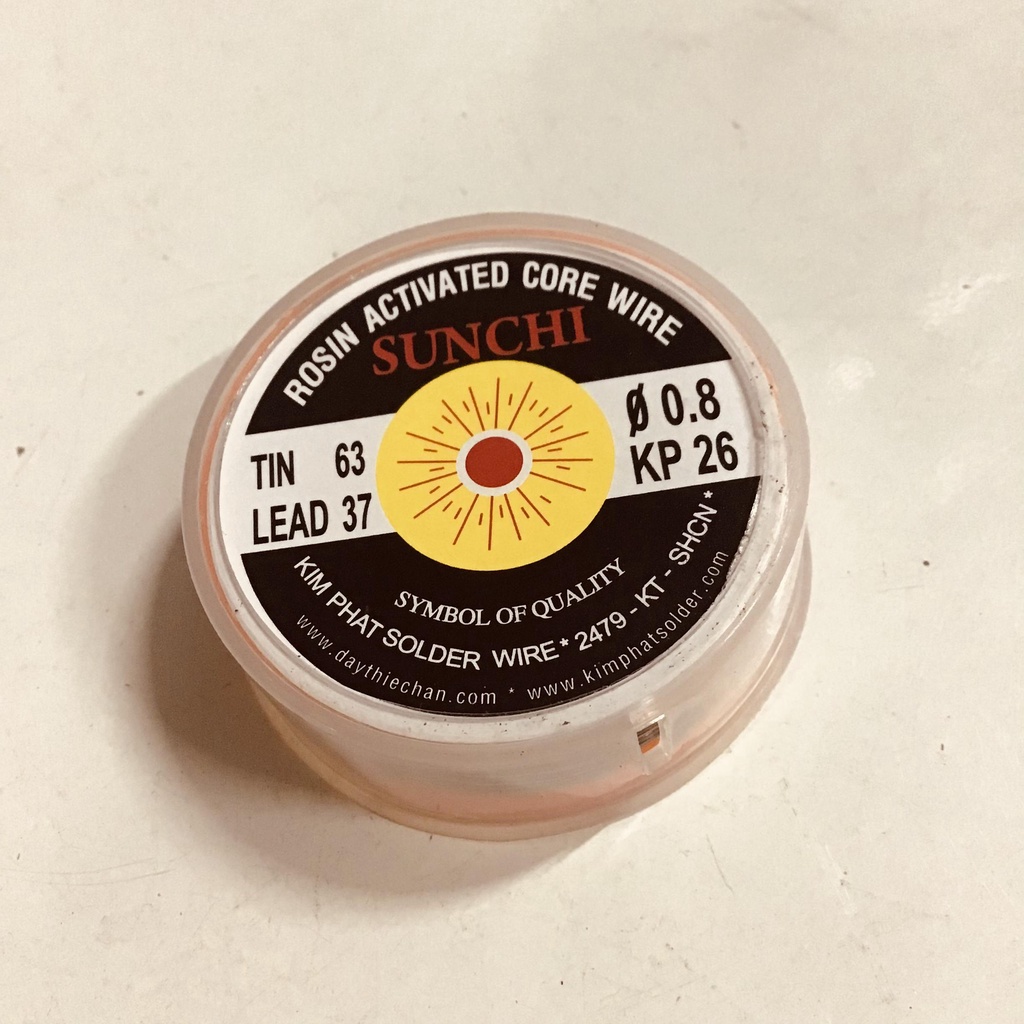 ROSIN ACTIVATED CORE WIRE
SUNCHI
TIN 63
LEAD 37
Ø 0.8
KP 26
SYMBOL OF QUALITY
KIM PHAT SOLDER WIRE * 2479 - KT - SHCN *
www.daythiechan.com * www.kimphatsolder.com